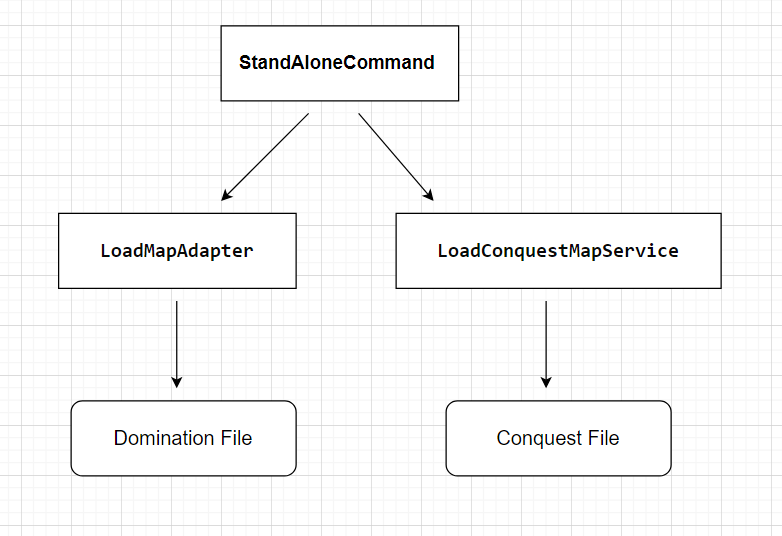 StandAloneCommand
LoadMapAdapter
LoadConquestMapService
Domination File
Conquest File